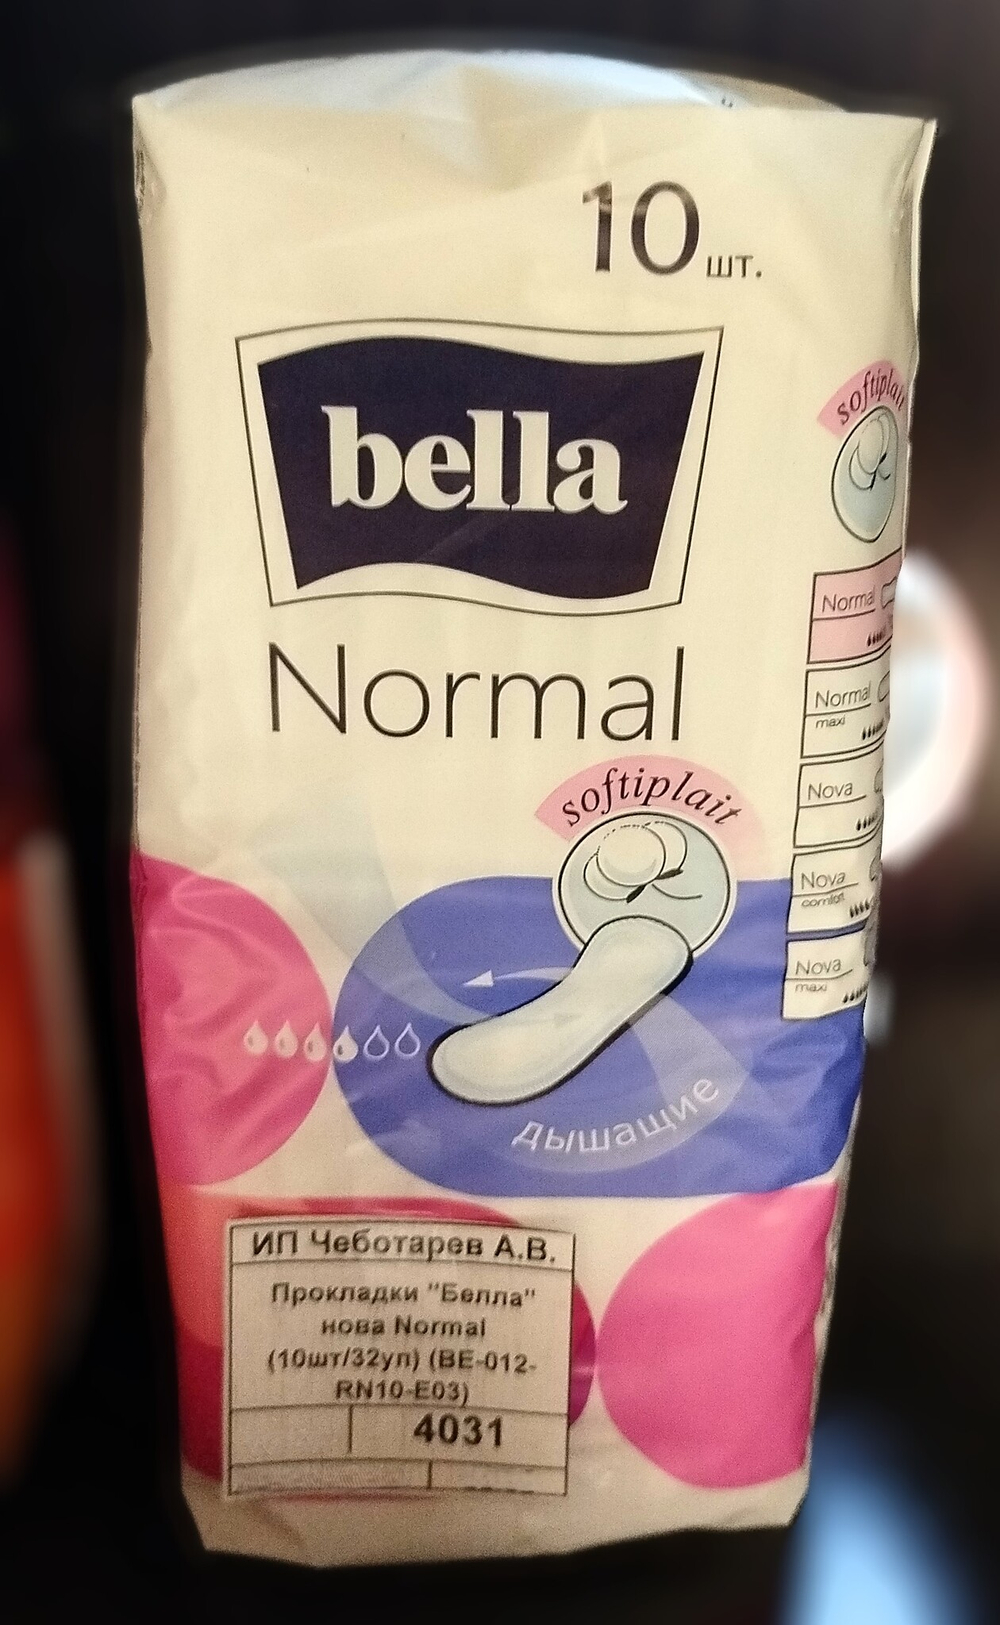 10 шт.
bella
Normal
softiplait
дышащие
softiplait
Normal
Normal
maxi
Nova
Nova
comfort
Nova
maxi
ИП Чеботарев А.В.
Прокладки "Белла"
нова Normal
(10шт/32уп) (BE-012-
RN10-E03)
4031